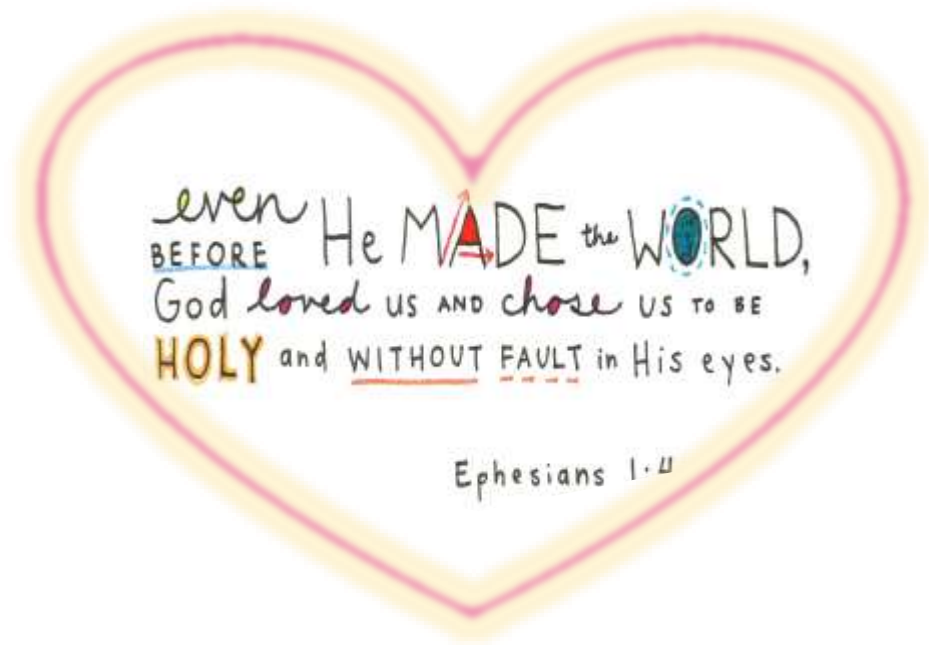 even BEFORE He MADE the WORLD,
God loved US AND chose US TO BE
HOLY and WITHOUT FAULT in His eyes.
Ephesians 1:4